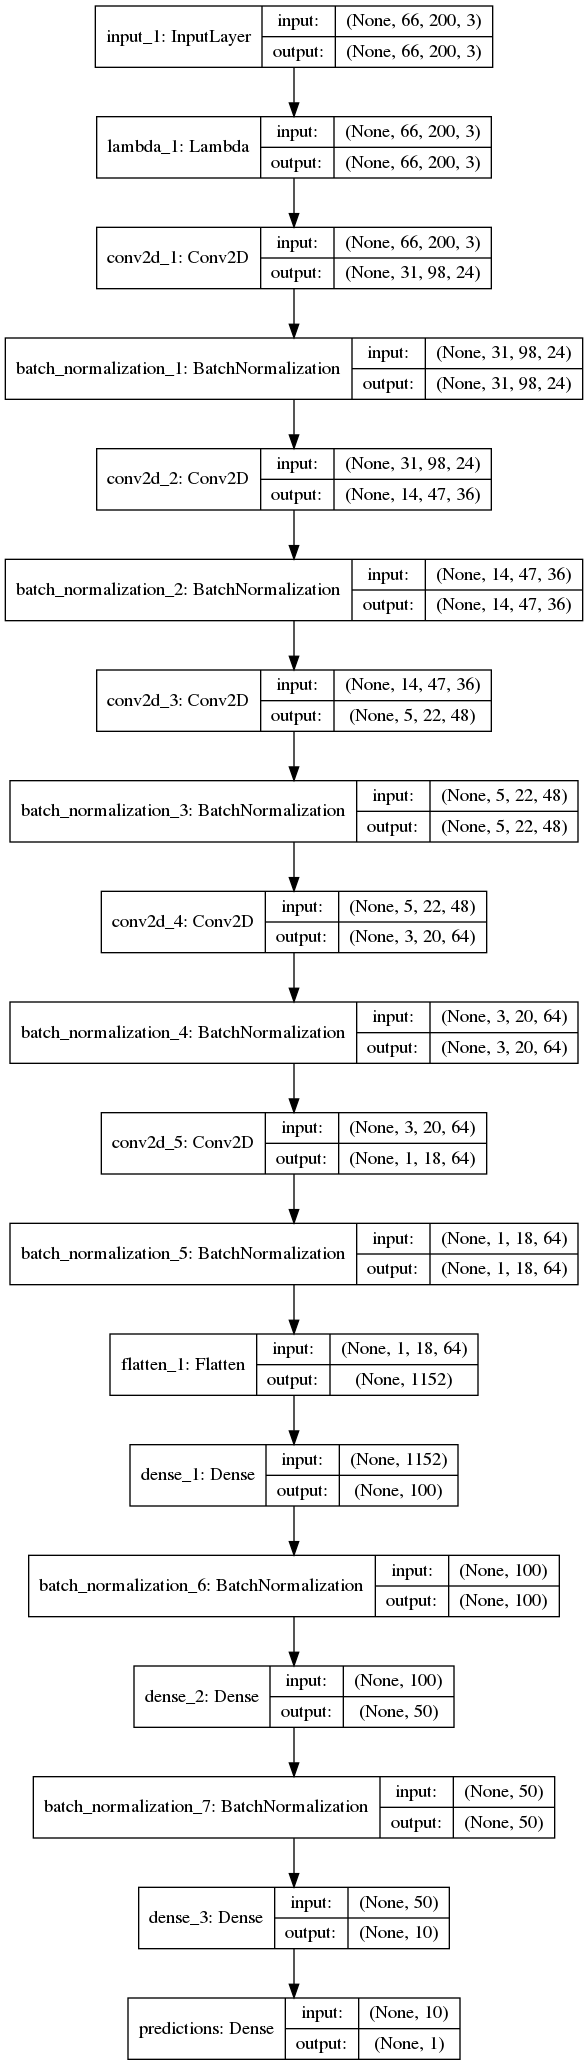 input_1: InputLayer input: (None, 66, 200, 3)
output: (None, 66, 200, 3)
lambda_1: Lambda input: (None, 66, 200, 3)
output: (None, 66, 200, 3)
conv2d_1: Conv2D input: (None, 66, 200, 3)
output: (None, 31, 98, 24)
batch_normalization_1: BatchNormalization input: (None, 31, 98, 24)
output: (None, 31, 98, 24)
conv2d_2: Conv2D input: (None, 31, 98, 24)
output: (None, 14, 47, 36)
batch_normalization_2: BatchNormalization input: (None, 14, 47, 36)
output: (None, 14, 47, 36)
conv2d_3: Conv2D input: (None, 14, 47, 36)
output: (None, 5, 22, 48)
batch_normalization_3: BatchNormalization input: (None, 5, 22, 48)
output: (None, 5, 22, 48)
conv2d_4: Conv2D input: (None, 5, 22, 48)
output: (None, 3, 20, 64)
batch_normalization_4: BatchNormalization input: (None, 3, 20, 64)
output: (None, 3, 20, 64)
conv2d_5: Conv2D input: (None, 3, 20, 64)
output: (None, 1, 18, 64)
batch_normalization_5: BatchNormalization input: (None, 1, 18, 64)
output: (None, 1, 18, 64)
flatten_1: Flatten input: (None, 1, 18, 64)
output: (None, 1152)
dense_1: Dense input: (None, 1152)
output: (None, 100)
batch_normalization_6: BatchNormalization input: (None, 100)
output: (None, 100)
dense_2: Dense input: (None, 100)
output: (None, 50)
batch_normalization_7: BatchNormalization input: (None, 50)
output: (None, 50)
dense_3: Dense input: (None, 50)
output: (None, 10)
predictions: Dense input: (None, 10)
output: (None, 1)